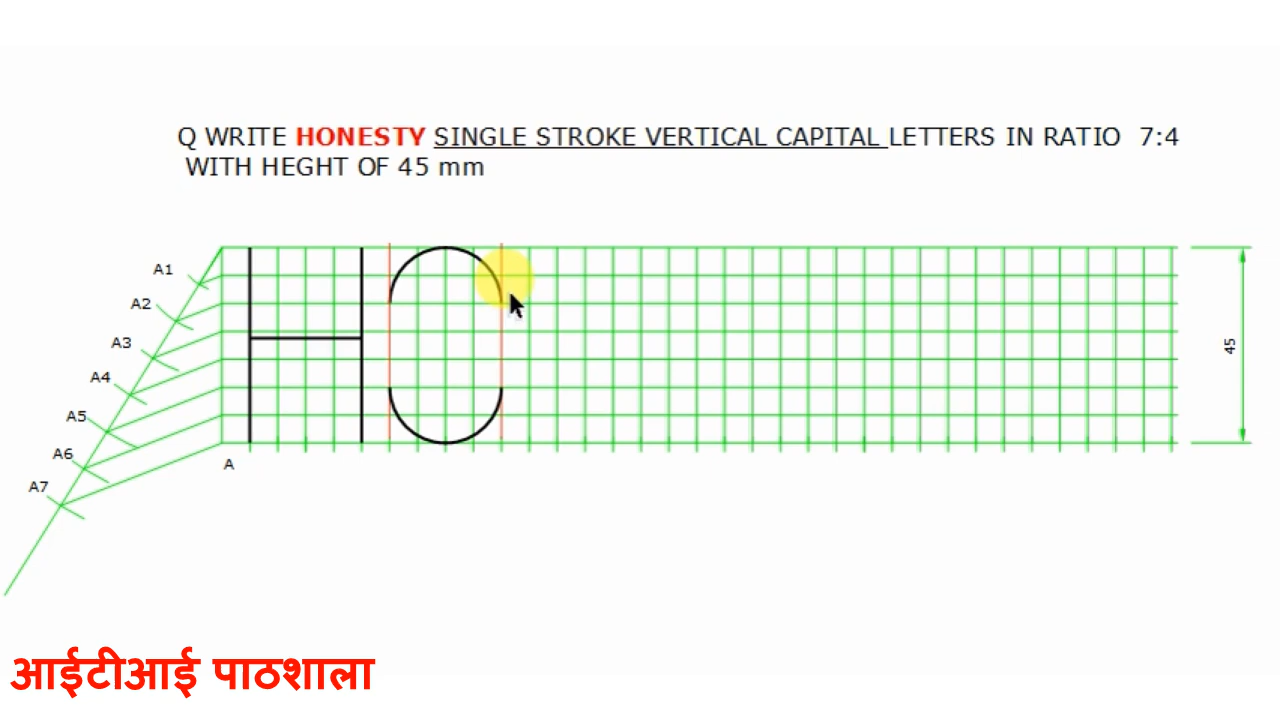 Q WRITE HONESTY SINGLE STROKE VERTICAL CAPITAL LETTERS IN RATIO 7:4
WITH HEGHT OF 45 mm
A1
A2
A3
A4
A5
A6
A7
A
45
आईटीआई पाठशाला